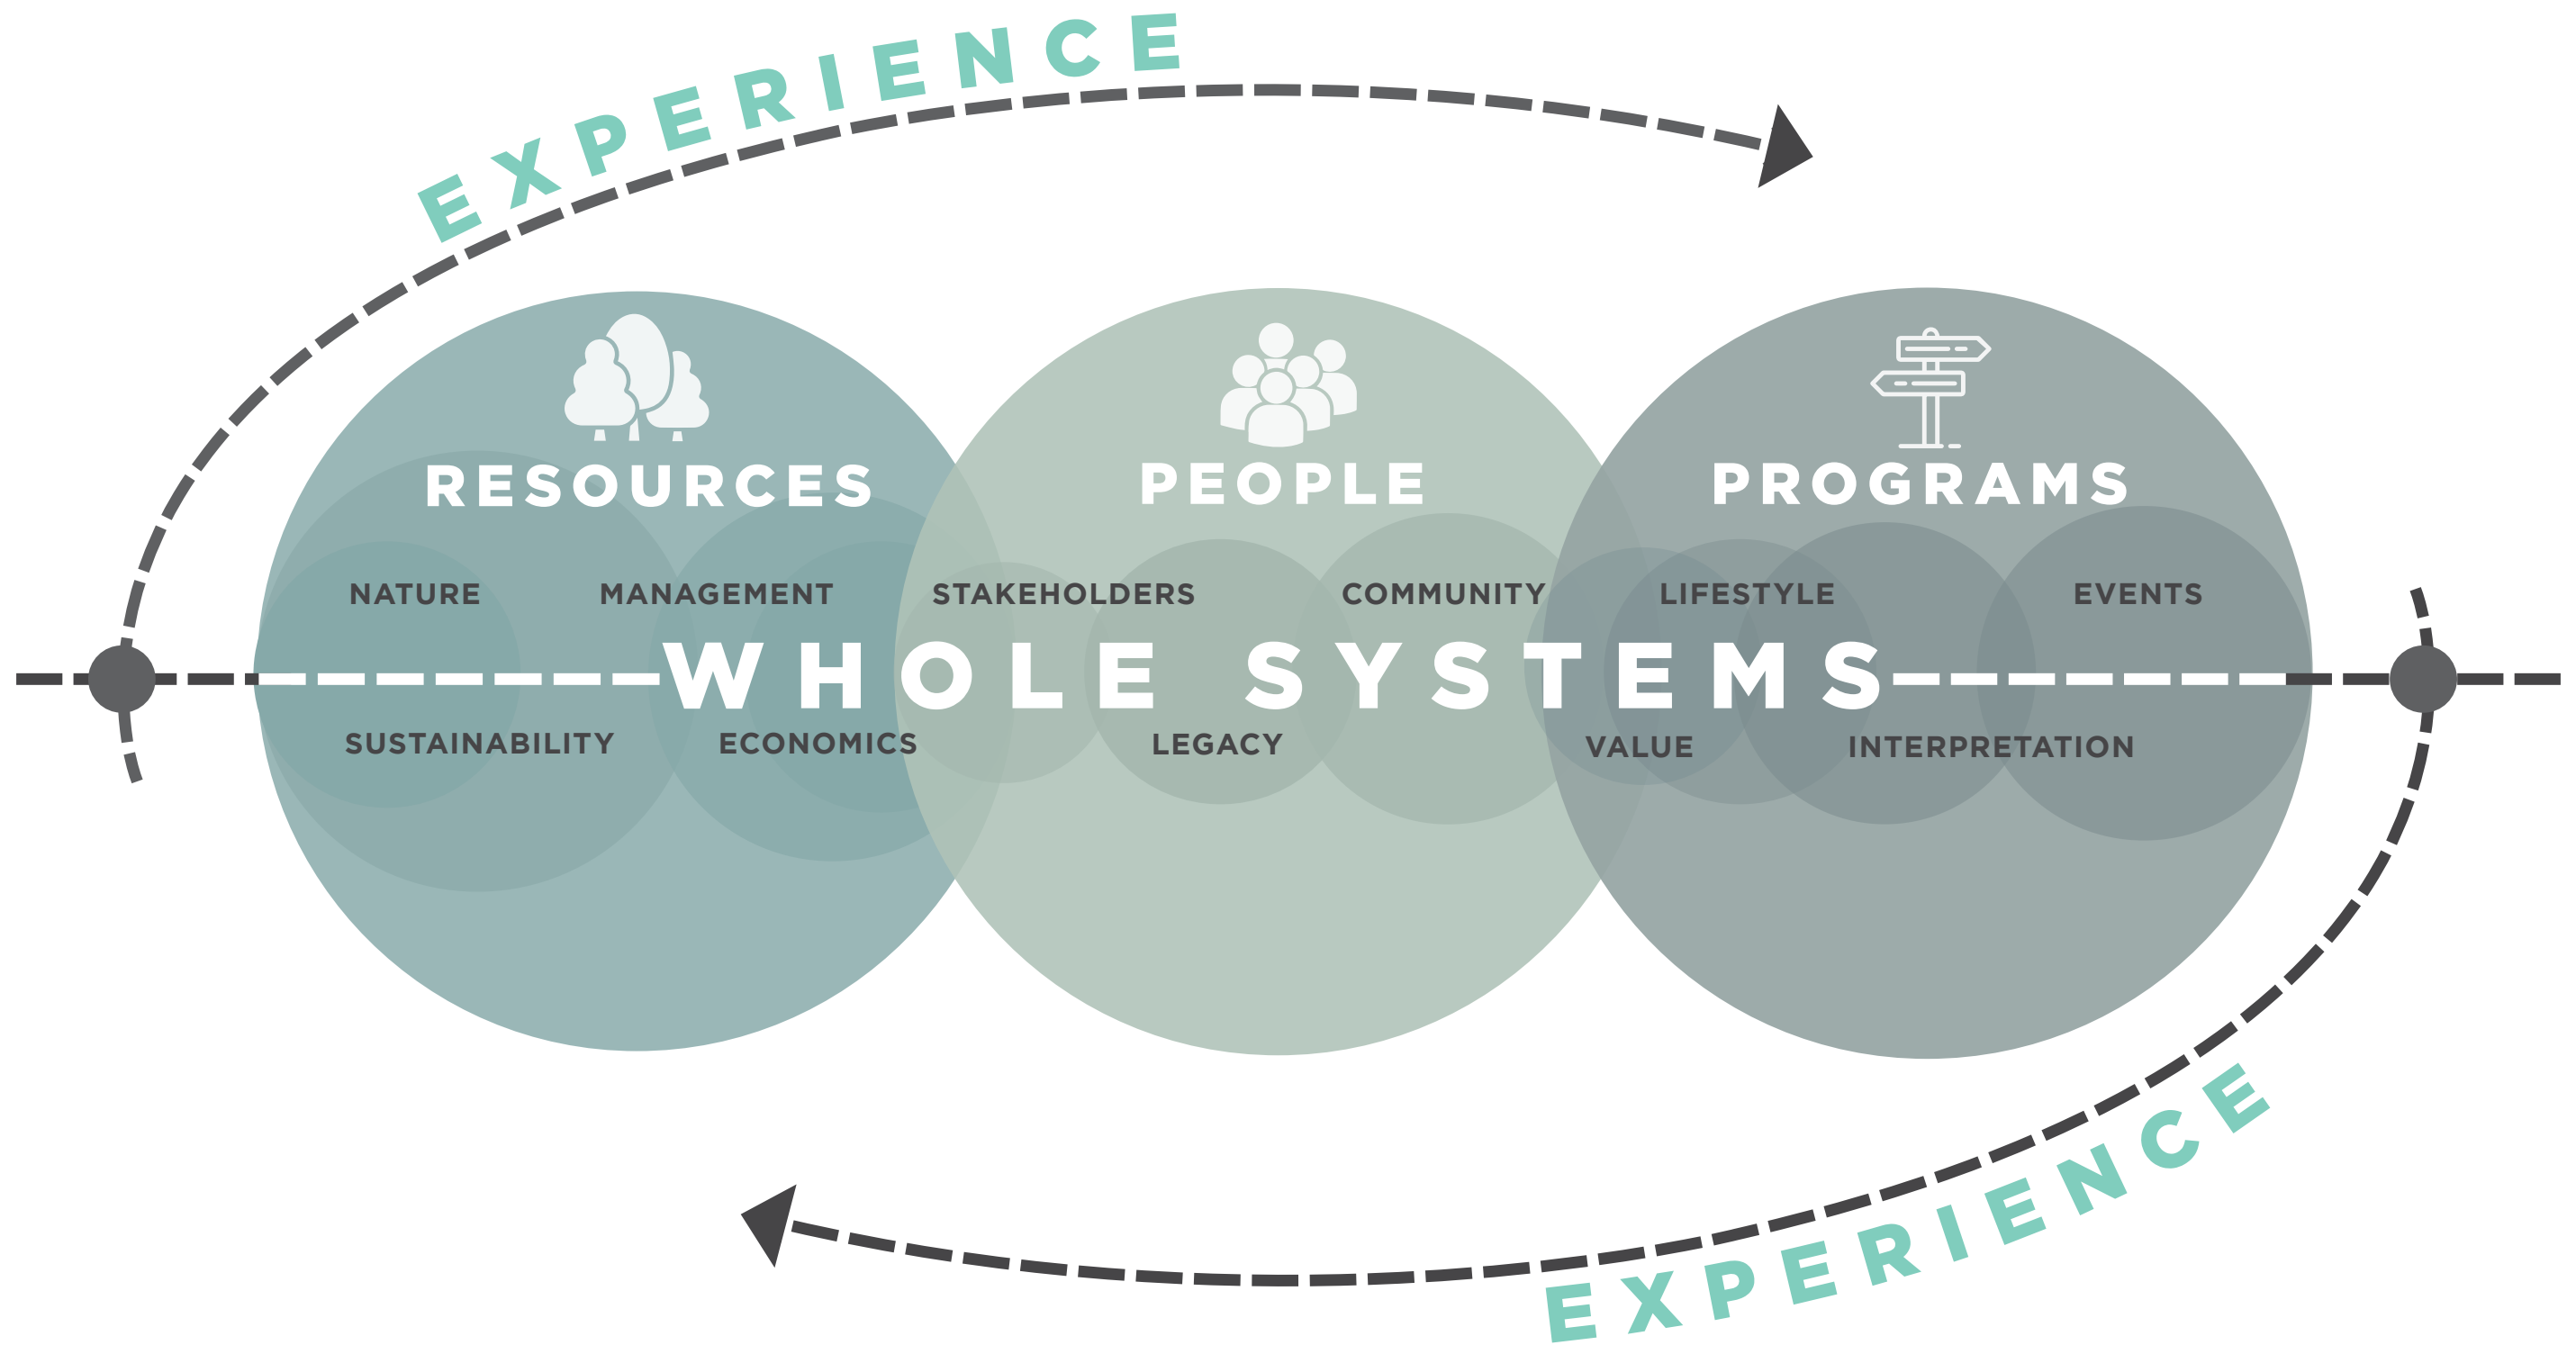 EXPERIENCE
RESOURCES
PEOPLE
PROGRAMS
NATURE
MANAGEMENT
STAKEHOLDERS
COMMUNITY
LIFESTYLE
EVENTS
WHOLE SYSTEMS
SUSTAINABILITY
ECONOMICS
LEGACY
VALUE
INTERPRETATION
EXPERIENCE